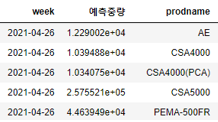 week 예측중량 prodname
2021-04-26 1.229002e+04 AE
2021-04-26 1.039488e+04 CSA4000
2021-04-26 1.034075e+04 CSA4000(PCA)
2021-04-26 2.575521e+05 CSA5000
2021-04-26 4.463949e+04 PEMA-500FR